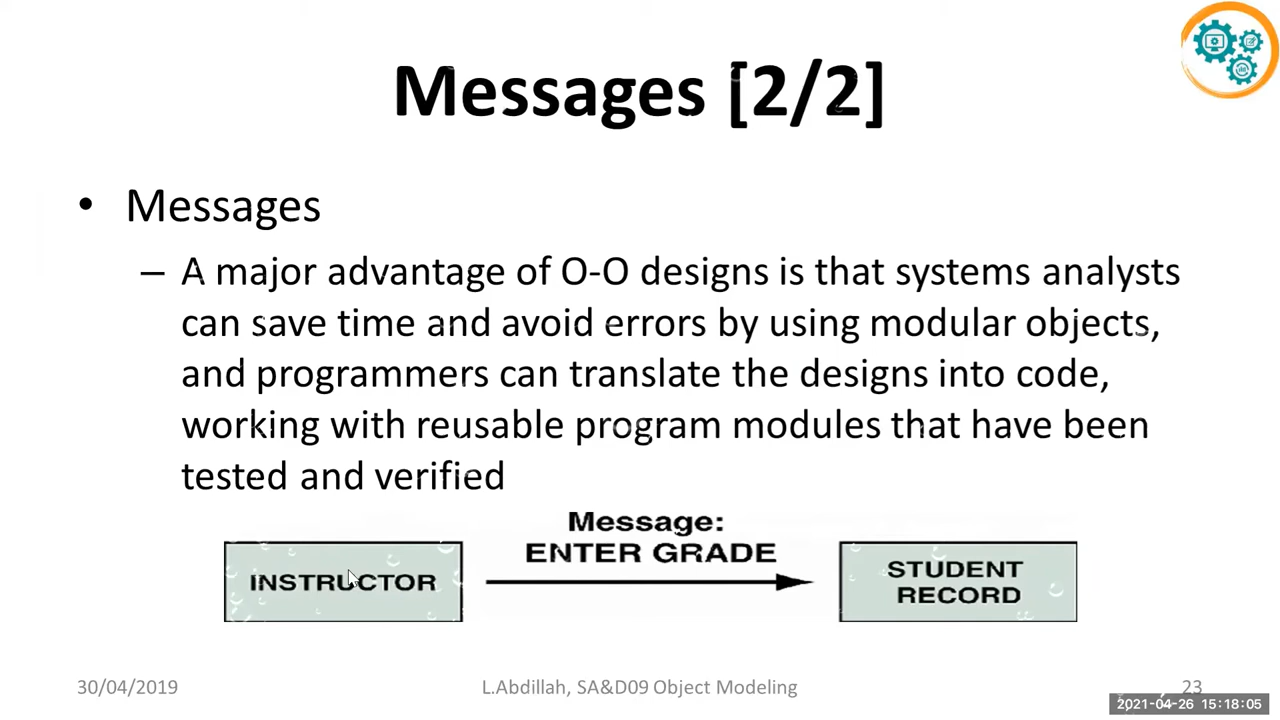 Messages [2/2]
• Messages
– A major advantage of O-O designs is that systems analysts
can save time and avoid errors by using modular objects,
and programmers can translate the designs into code,
working with reusable program modules that have been
tested and verified
Message:
ENTER GRADE
INSTRUCTOR
STUDENT
RECORD
30/04/2019
L.Abdillah, SA&D09 Object Modeling
23
2021-04-26 15:18:05